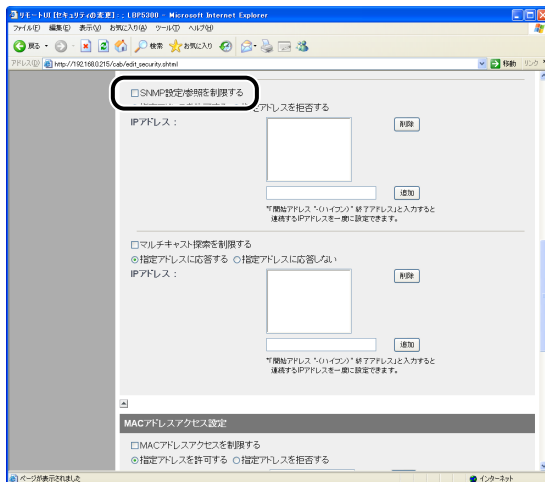 リモートUI [セキュリティの変更] : ; LBP5300 - Microsoft Internet Explorer
ファイル(F) 編集(E) 表示(V) お気に入り(A) ツール(T) ヘルプ(H)
戻る 検索 お気に入り
アドレス(D) http://192.168.0.215/cab/edit_security.shtml 移動 リンク
SNMP設定/参照を制限する
アドレスを拒否する
IPアドレス :
削除
追加
*「開始アドレス "-(ハイフン)" 終了アドレス」と入力すると
連続するIPアドレスを一度に設定できます。
マルチキャスト探索を制限する
指定アドレスに応答する 指定アドレスに応答しない
IPアドレス :
削除
追加
*「開始アドレス "-(ハイフン)" 終了アドレス」と入力すると
連続するIPアドレスを一度に設定できます。
MACアドレスアクセス設定
MACアドレスアクセスを制限する
指定アドレスを許可する 指定アドレスを拒否する
ページが表示されました インターネット